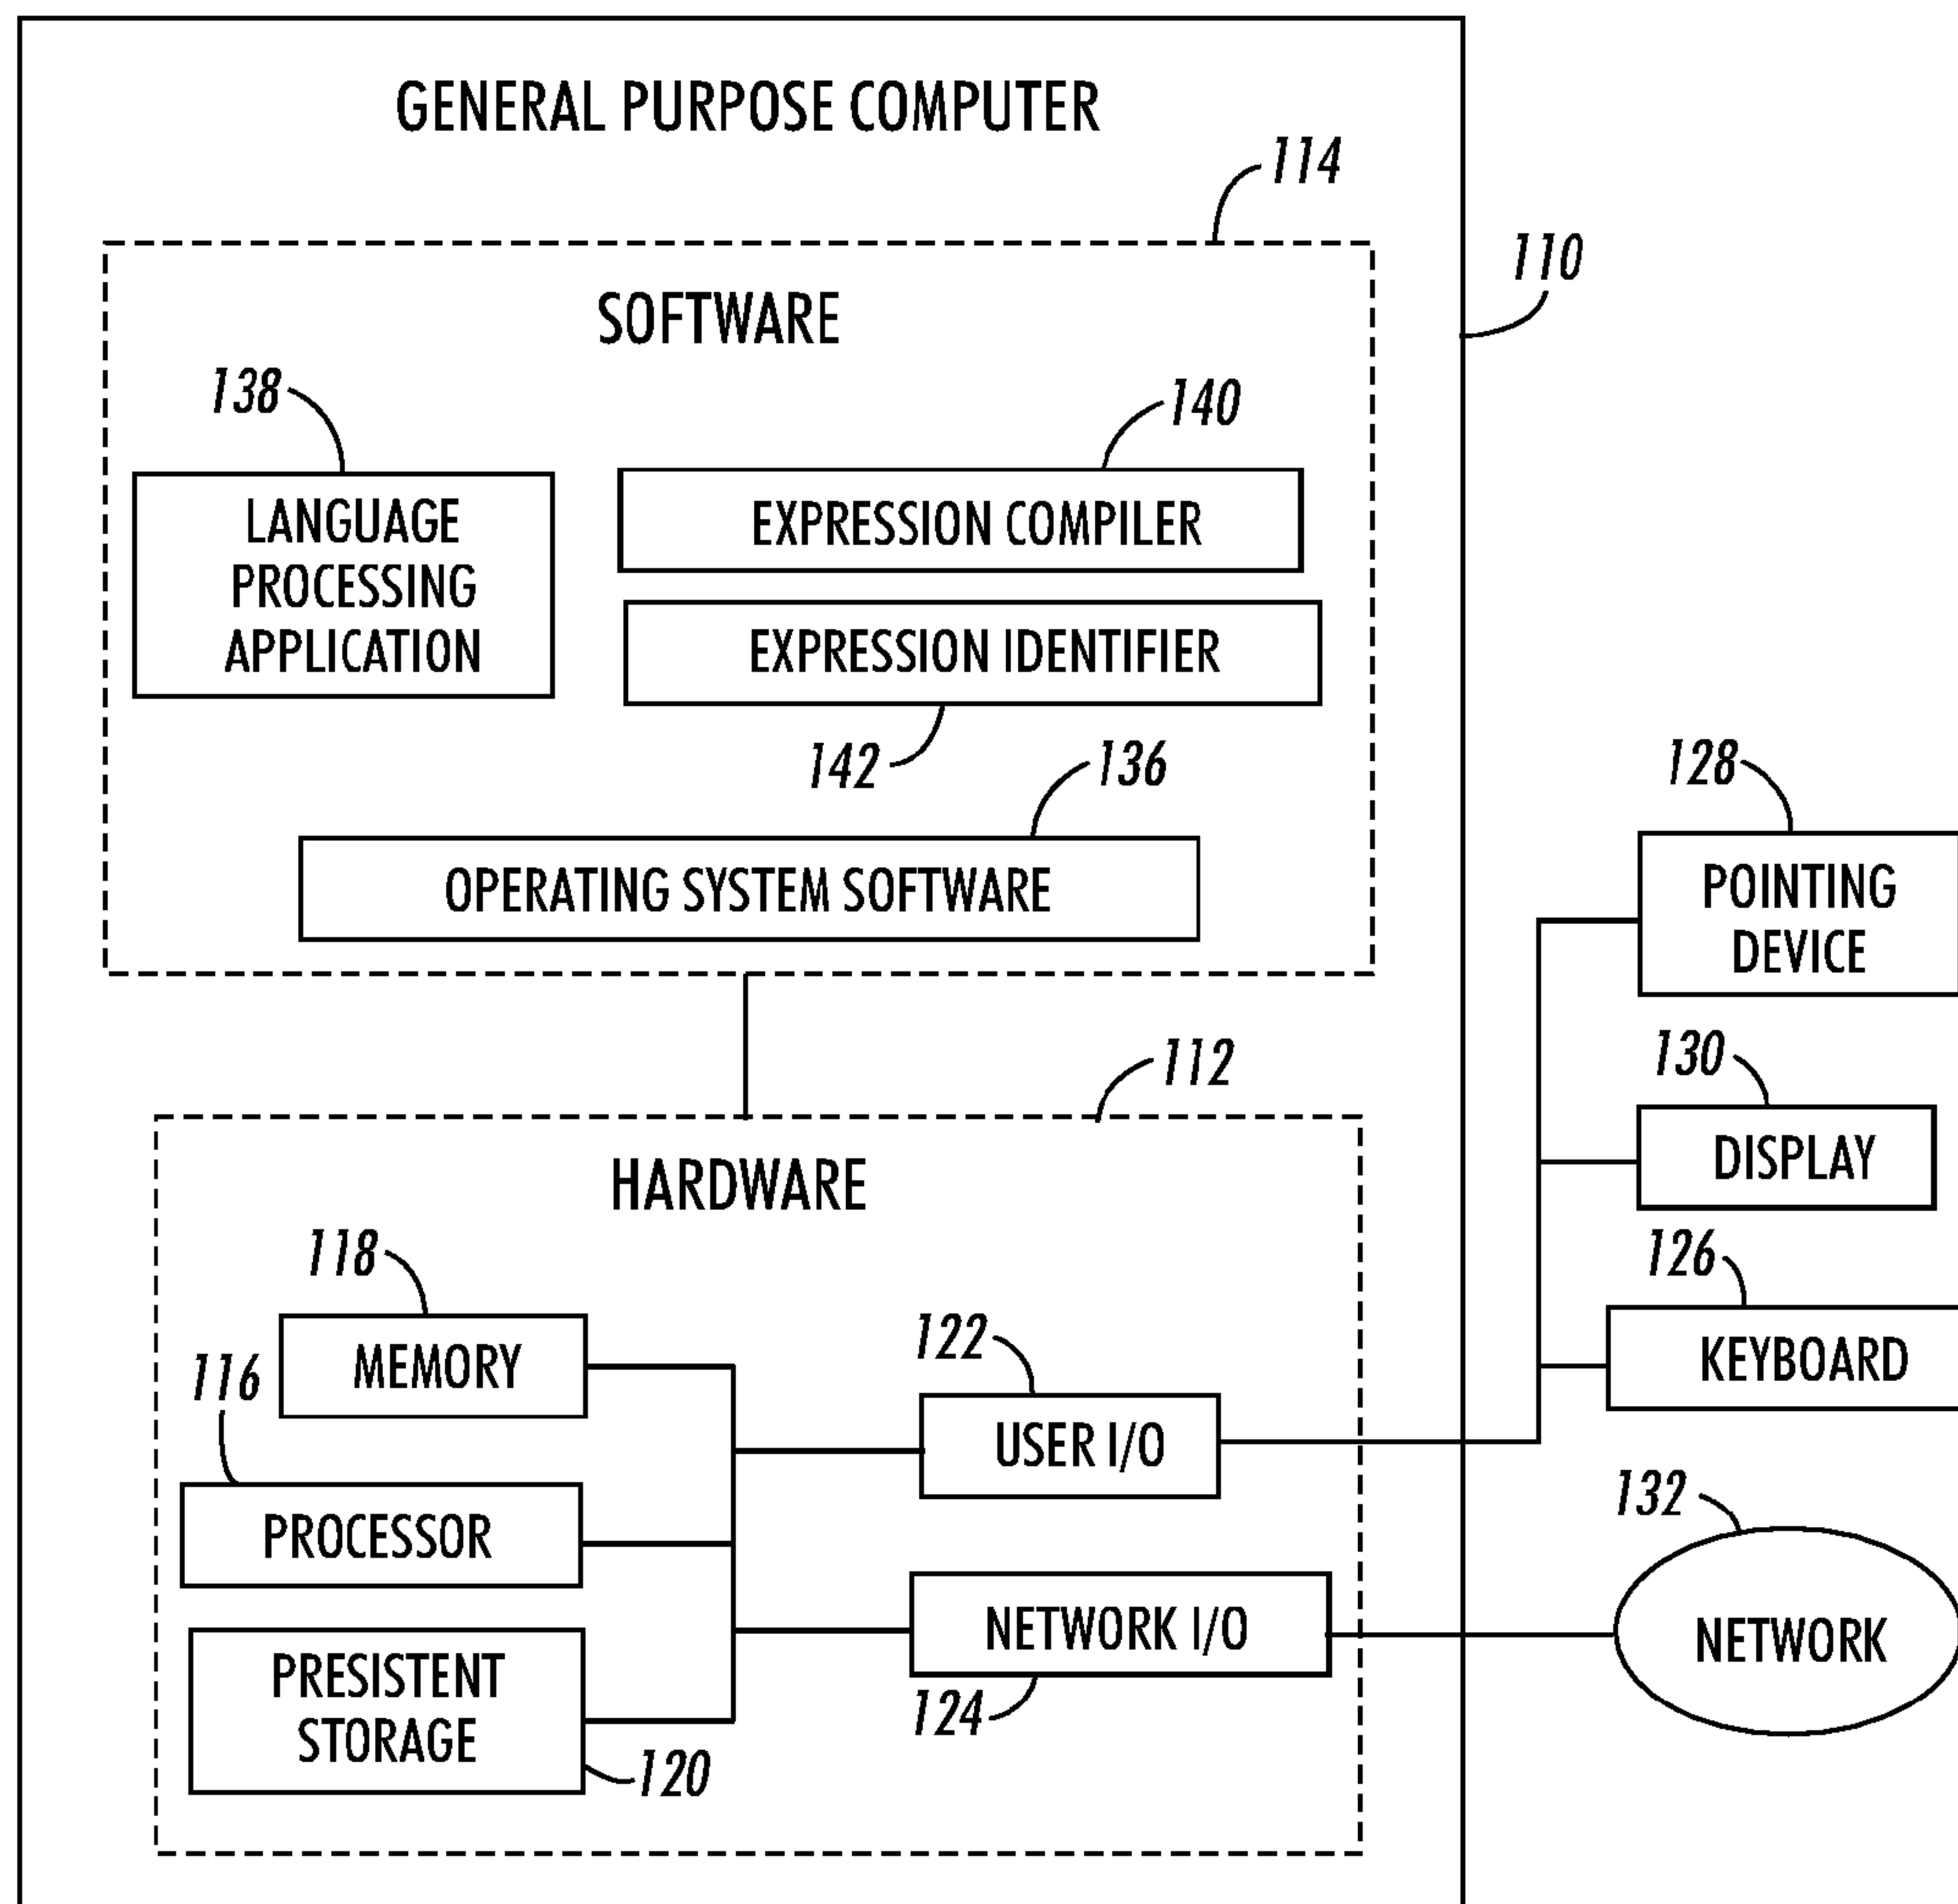 GENERAL PURPOSE COMPUTER
114
110
SOFTWARE
138
140
LANGUAGE
PROCESSING
APPLICATION
EXPRESSION COMPILER
EXPRESSION IDENTIFIER
142
136
OPERATING SYSTEM SOFTWARE
128
POINTING
DEVICE
112
130
DISPLAY
HARDWARE
118
MEMORY
126
KEYBOARD
116
122
USER I/O
PROCESSOR
132
NETWORK I/O
NETWORK
124
PRESISTENT
STORAGE
120